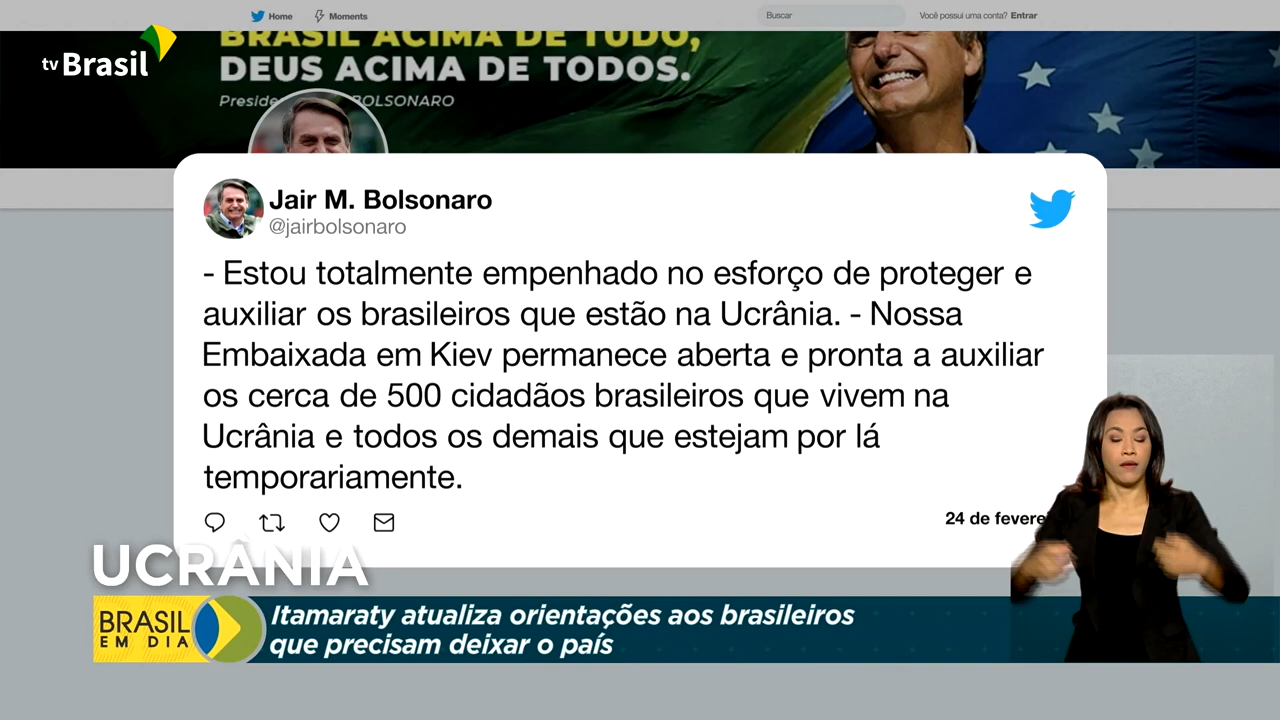 Home
Moments
Buscar
Você possui uma conta? Entrar
tv Brasil
BRASIL ACIMA DE TUDO,
DEUS ACIMA DE TODOS.
BOLSONARO
Jair M. Bolsonaro
@jairbolsonaro
- Estou totalmente empenhado no esforço de proteger e
auxiliar os brasileiros que estão na Ucrânia. - Nossa
Embaixada em Kiev permanece aberta e pronta a auxiliar
os cerca de 500 cidadãos brasileiros que vivem na
Ucrânia e todos os demais que estejam por lá
temporariamente.
24 de fevere
UCRÂNIA
BRASIL
EM DIA
Itamaraty atualiza orientações aos brasileiros
que precisam deixar o país